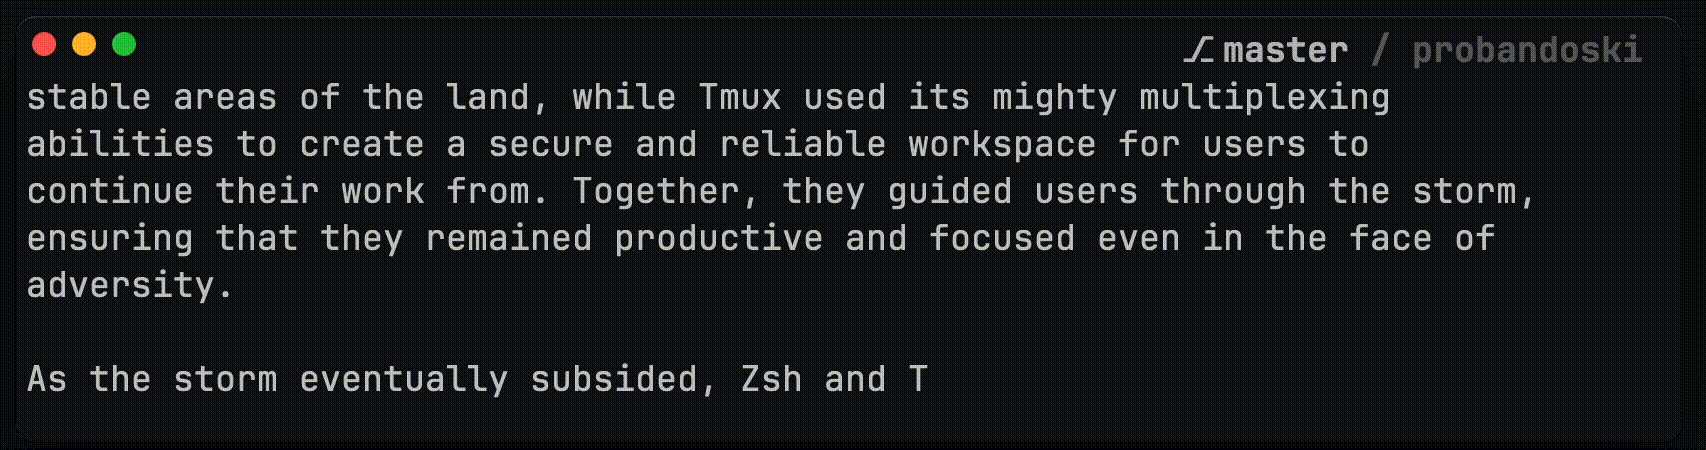 master / probandoski
stable areas of the land, while Tmux used its mighty multiplexing
abilities to create a secure and reliable workspace for users to
continue their work from. Together, they guided users through the storm,
ensuring that they remained productive and focused even in the face of
adversity.
As the storm eventually subsided, Zsh and T